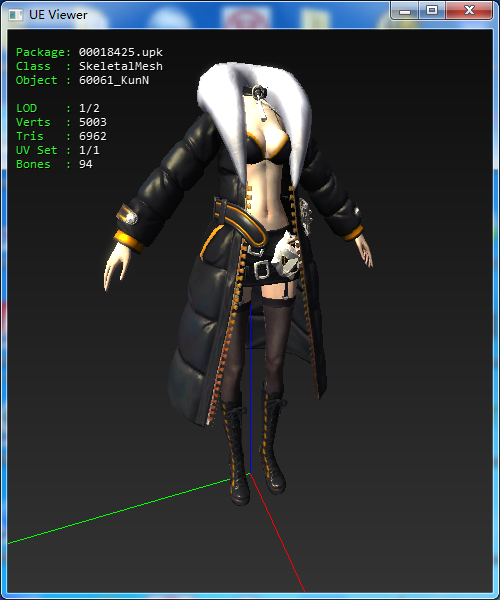 UE Viewer
Package: 00018425.upk
Class : SkeletalMesh
Object : 60061_KunN
LOD : 1/2
Verts : 5003
Tris : 6962
UV Set : 1/1
Bones : 94